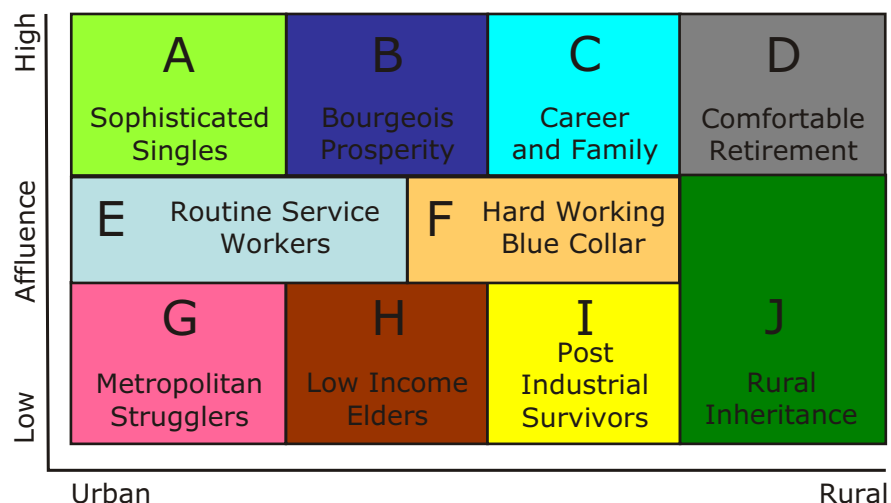 High
Affluence
Low
A
Sophisticated
Singles
B
Bourgeois
Prosperity
C
Career
and Family
D
Comfortable
Retirement
E
Routine Service
Workers
F
Hard Working
Blue Collar
G
Metropolitan
Strugglers
H
Low Income
Elders
I
Post
Industrial
Survivors
J
Rural
Inheritance
Urban
Rural